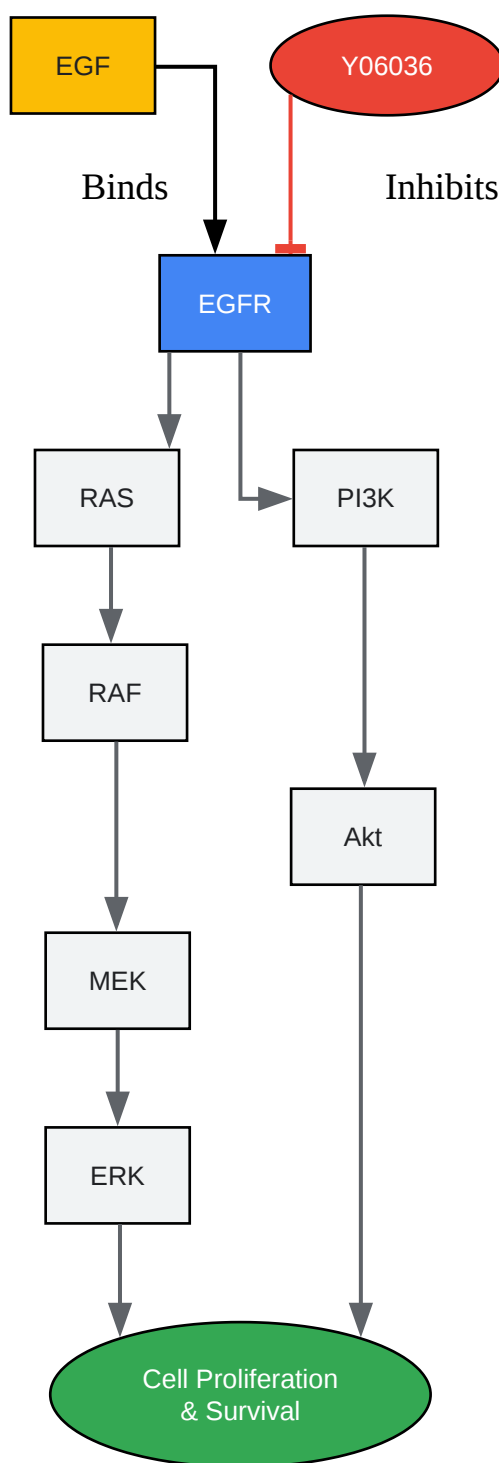 EGF
Y06036
Binds
Inhibits
EGFR
RAS
PI3K
RAF
Akt
MEK
ERK
Cell Proliferation
& Survival